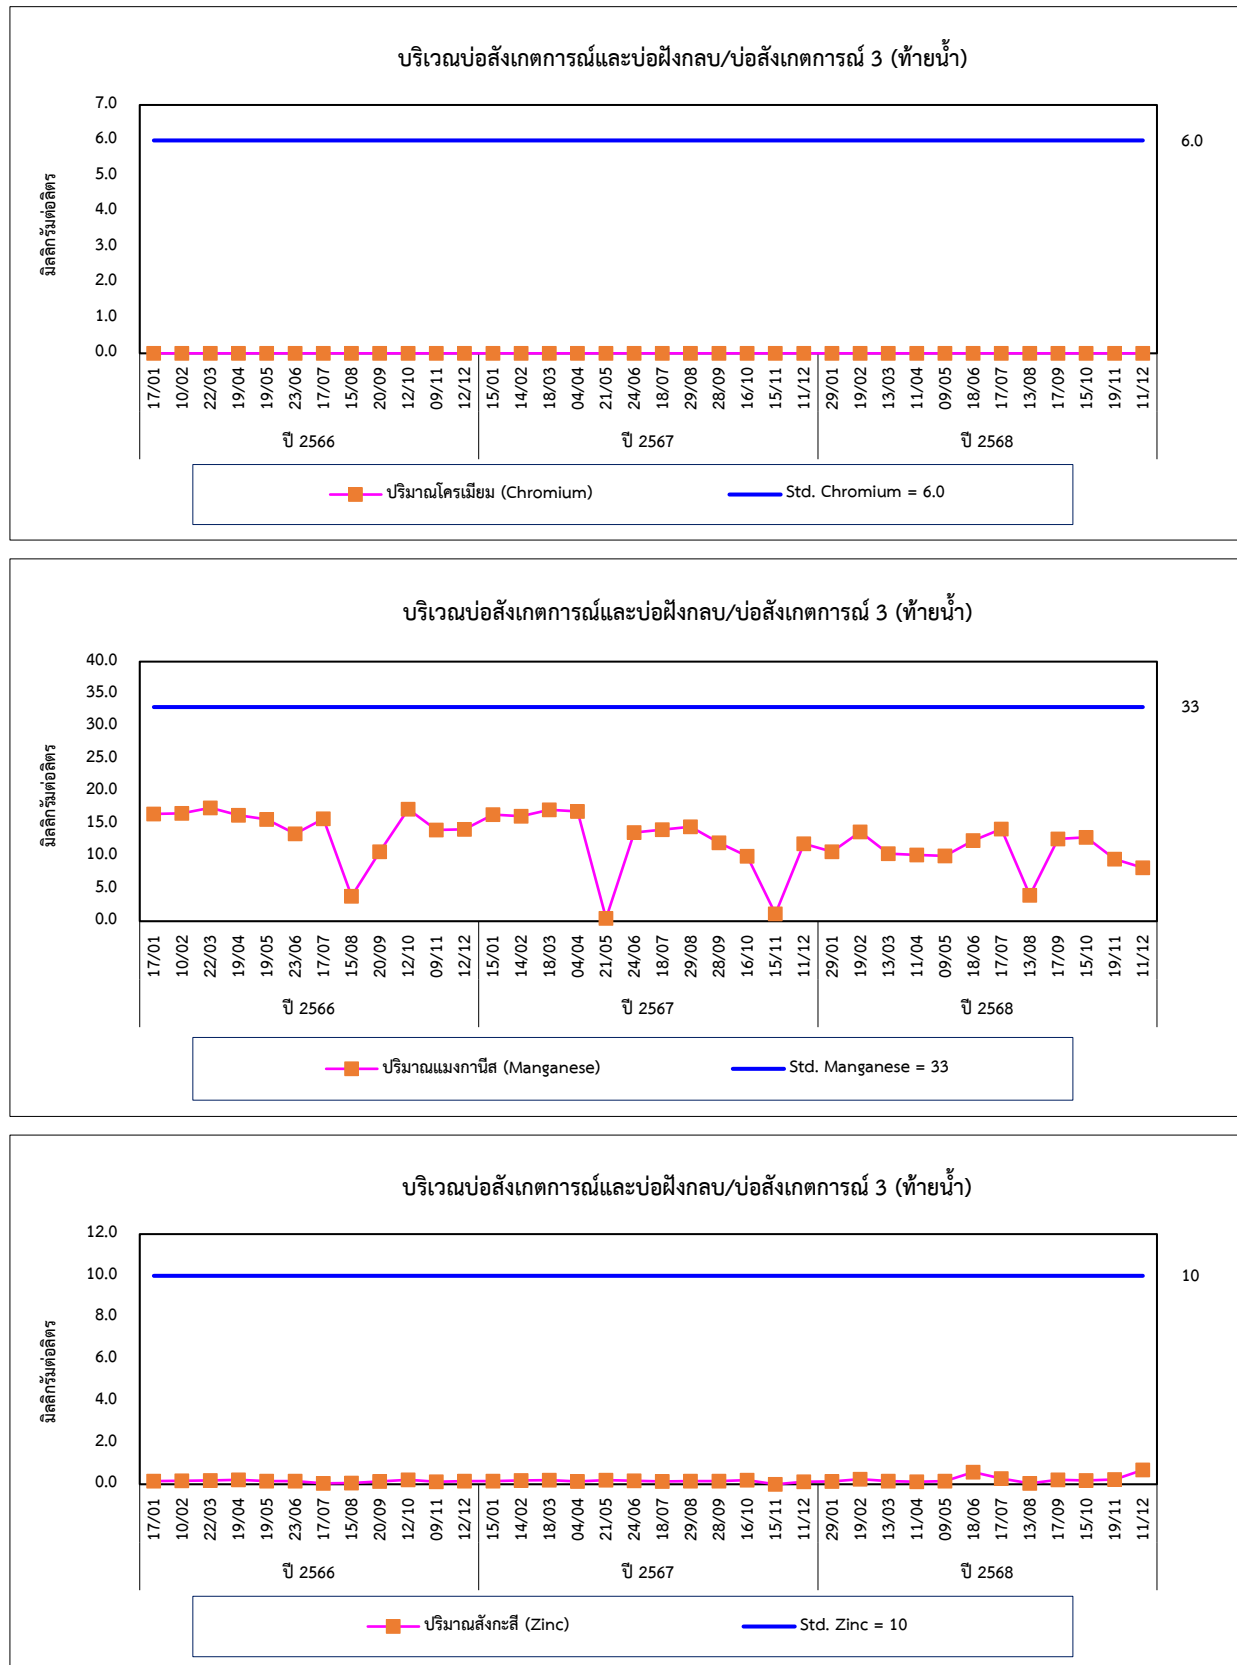 บริเวณบ่อสังเกตการณ์และบ่อฝังกลบ/บ่อสังเกตการณ์ 3 (ท้ายน้ำ)
มิลลิกรัมต่อลิตร
7.0
6.0
5.0
4.0
3.0
2.0
1.0
0.0
6.0
17/01 10/02 22/03 19/04 19/05 23/06 17/07 15/08 20/09 12/10 09/11 12/12 15/01 14/02 18/03 04/04 21/05 24/06 18/07 29/08 28/09 16/10 15/11 11/12 29/01 19/02 13/03 11/04 09/05 18/06 17/07 13/08 17/09 15/10 19/11 11/12
ปี 2566 ปี 2567 ปี 2568
ปริมาณโครเมียม (Chromium) Std. Chromium = 6.0
บริเวณบ่อสังเกตการณ์และบ่อฝังกลบ/บ่อสังเกตการณ์ 3 (ท้ายน้ำ)
มิลลิกรัมต่อลิตร
40.0
35.0
30.0
25.0
20.0
15.0
10.0
5.0
0.0
33
17/01 10/02 22/03 19/04 19/05 23/06 17/07 15/08 20/09 12/10 09/11 12/12 15/01 14/02 18/03 04/04 21/05 24/06 18/07 29/08 28/09 16/10 15/11 11/12 29/01 19/02 13/03 11/04 09/05 18/06 17/07 13/08 17/09 15/10 19/11 11/12
ปี 2566 ปี 2567 ปี 2568
ปริมาณแมงกานีส (Manganese) Std. Manganese = 33
บริเวณบ่อสังเกตการณ์และบ่อฝังกลบ/บ่อสังเกตการณ์ 3 (ท้ายน้ำ)
มิลลิกรัมต่อลิตร
12.0
10.0
8.0
6.0
4.0
2.0
0.0
10
17/01 10/02 22/03 19/04 19/05 23/06 17/07 15/08 20/09 12/10 09/11 12/12 15/01 14/02 18/03 04/04 21/05 24/06 18/07 29/08 28/09 16/10 15/11 11/12 29/01 19/02 13/03 11/04 09/05 18/06 17/07 13/08 17/09 15/10 19/11 11/12
ปี 2566 ปี 2567 ปี 2568
ปริมาณสังกะสี (Zinc) Std. Zinc = 10